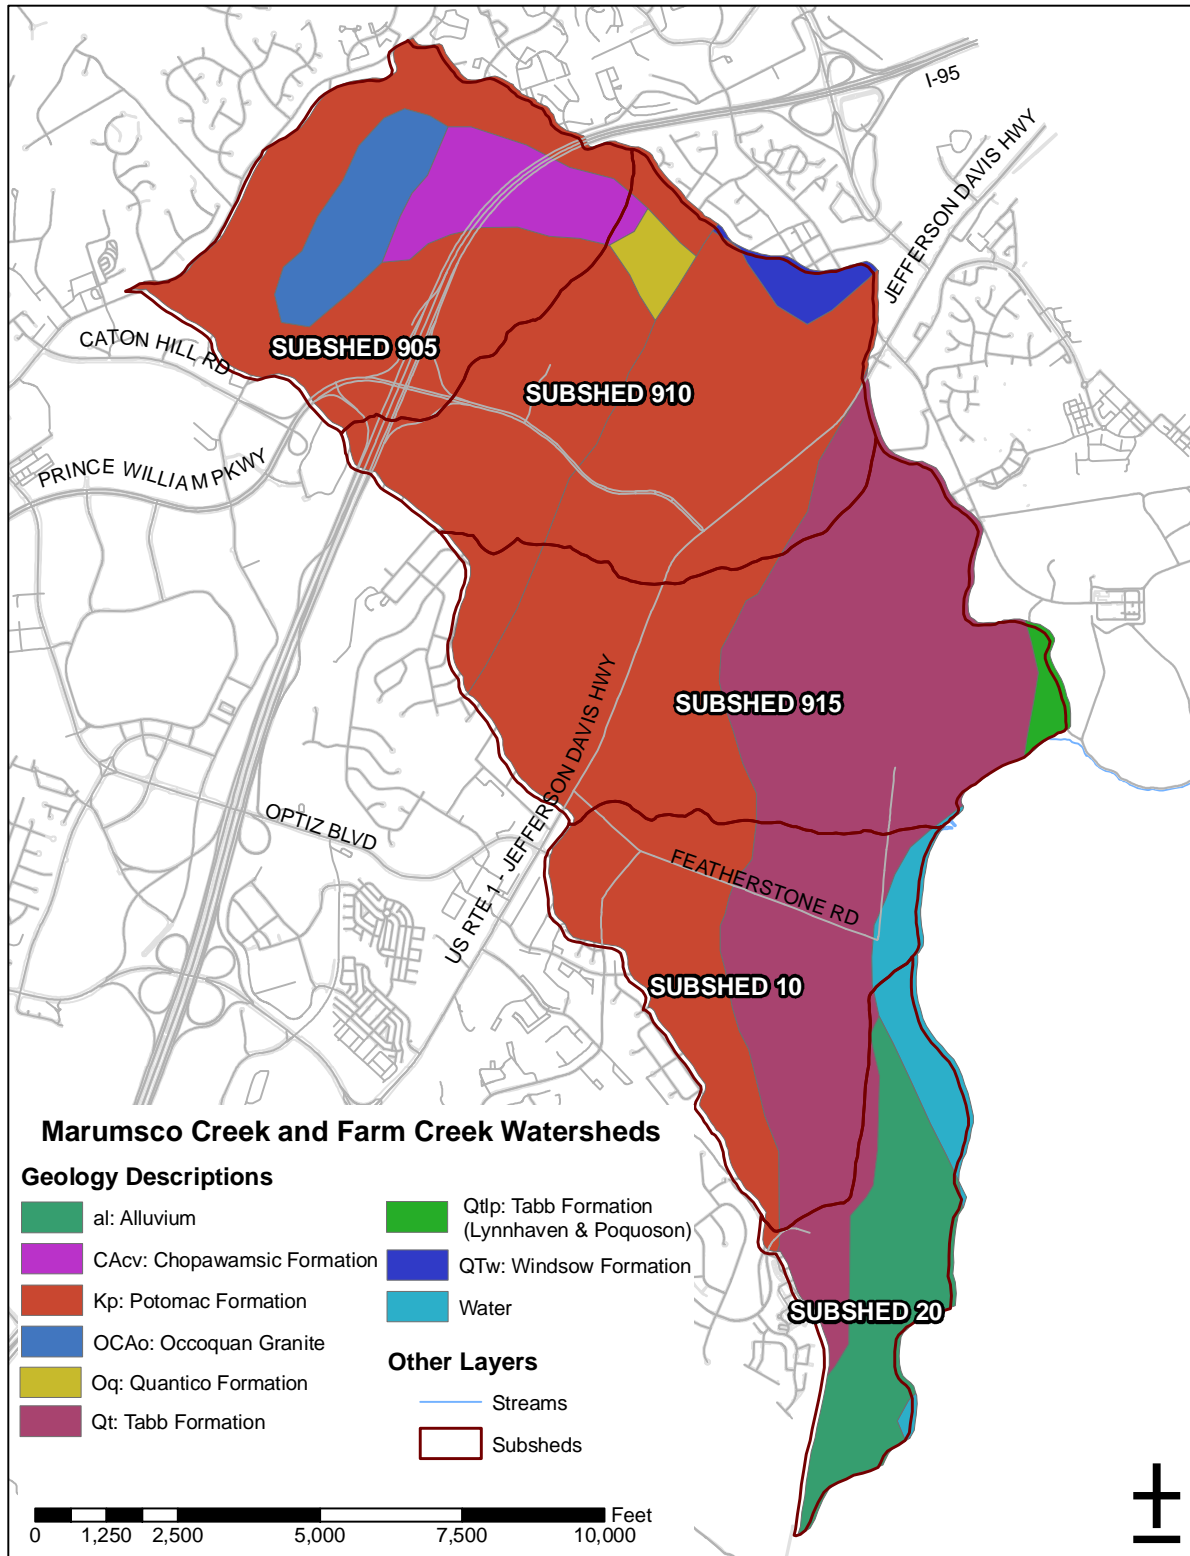 I-95
JEFFERSON DAVIS HWY
CATON HILL RD
SUBSHED 905
SUBSHED 910
PRINCE WILLIAM PKWY
SUBSHED 915
US RTE 1 - JEFFERSON DAVIS HWY
OPTIZ BLVD
FEATHERSTONE RD
SUBSHED 10
SUBSHED 20
Marumsco Creek and Farm Creek Watersheds
Geology Descriptions
al: Alluvium
CAcv: Chopawamsic Formation
Kp: Potomac Formation
OCAo: Occoquan Granite
Oq: Quantico Formation
Qt: Tabb Formation
Qtlp: Tabb Formation
(Lynnhaven & Poquoson)
QTw: Windsow Formation
Water
Other Layers
Streams
Subsheds
Feet
0 1,250 2,500 5,000 7,500 10,000